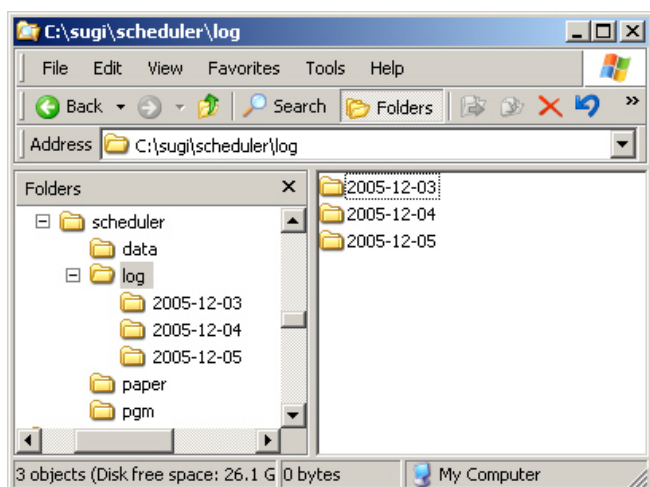 C:\sugi\scheduler\log
File Edit View Favorites Tools Help
Back Search Folders »
Address C:\sugi\scheduler\log
Folders
scheduler
data
log
2005-12-03
2005-12-04
2005-12-05
paper
pgm
2005-12-03
2005-12-04
2005-12-05
3 objects (Disk free space: 26.1 G 0 bytes My Computer